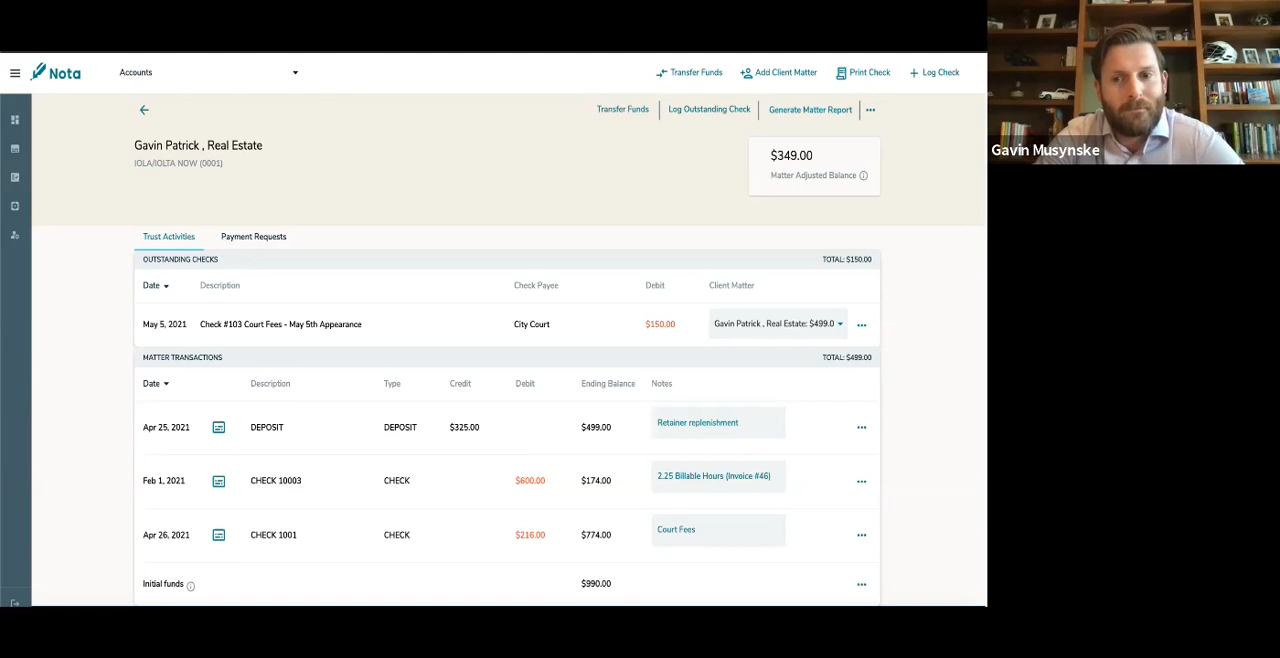 Nota
Accounts
Transfer Funds
Add Client Matter
Print Check
Log Check
Transfer Funds
Log Outstanding Check
Generate Matter Report
Gavin Patrick , Real Estate
IOLA/IOLTA NOW (0001)
$349.00
Matter Adjusted Balance
Gavin Musynske
Trust Activities
Payment Requests
OUTSTANDING CHECKS TOTAL: $150.00
Date Description Check Payee Debit Client Matter
May 5, 2021 Check #103 Court Fees - May 5th Appearance City Court $150.00 Gavin Patrick , Real Estate: $499.0
MATTER TRANSACTIONS TOTAL: $499.00
Date Description Type Credit Debit Ending Balance Notes
Apr 25, 2021 DEPOSIT DEPOSIT $325.00 $499.00 Retainer replenishment
Feb 1, 2021 CHECK 10003 CHECK $600.00 $174.00 2.25 Billable Hours (Invoice #46)
Apr 26, 2021 CHECK 1001 CHECK $216.00 $774.00 Court Fees
Initial funds $990.00